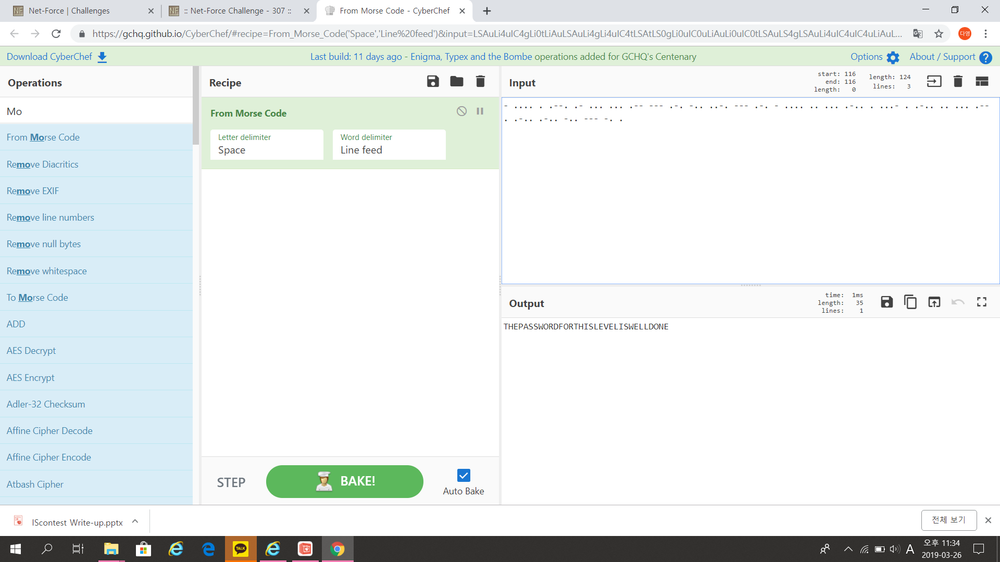 Net-Force | Challenges
:: Net-Force Challenge - 307 ::
From Morse Code - CyberChef
https://gchq.github.io/CyberChef/#recipe=From_Morse_Code('Space','Line%20feed')&input=LSAuLi4uIC4gLi0tLiAuLSAuLi4gLi4uIC4tLSAtLS0gLi0uIC0uLiAuLi0uIC0tLSAuLS4gLSAuLi4uIC4uIC4uLiAuL...
다영
Download CyberChef
Last build: 11 days ago - Enigma, Typex and the Bombe operations added for GCHQ's Centenary
Options
About / Support
Operations
Mo
From Morse Code
Remove Diacritics
Remove EXIF
Remove line numbers
Remove null bytes
Remove whitespace
To Morse Code
ADD
AES Decrypt
AES Encrypt
Adler-32 Checksum
Affine Cipher Decode
Affine Cipher Encode
Atbash Cipher
Recipe
From Morse Code
Letter delimiter
Space
Word delimiter
Line feed
STEP
BAKE!
Auto Bake
Input
start: 116
end: 116
length: 0
length: 124
lines: 3
- .... . .--. .- ... ... .-- --- .-. -.. ..-. --- .-. - .... .. ... .-.. . ...- . .-.. .. ... .--
. .-.. .-.. -.. --- -. .
Output
time: 1ms
length: 35
lines: 1
THEPASSWORDFORTHISLEVELISWELLDONE
IScontest Write-up.pptx
전체 보기
TALK
A
오후 11:34
2019-03-26